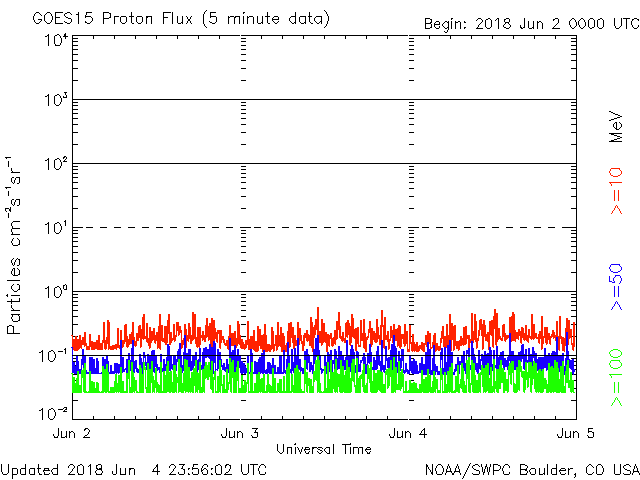 GOES15 Proton Flux (5 minute data)
Begin: 2018 Jun 2 0000 UTC
10⁴
10³
10²
10¹
10⁰
10⁻¹
10⁻²
Particles cm⁻²s⁻¹sr⁻¹
Jun 2
Jun 3
Jun 4
Jun 5
Universal Time
MeV
>=10
>=50
>=100
Updated 2018 Jun 4 23:56:02 UTC
NOAA/SWPC Boulder, CO USA